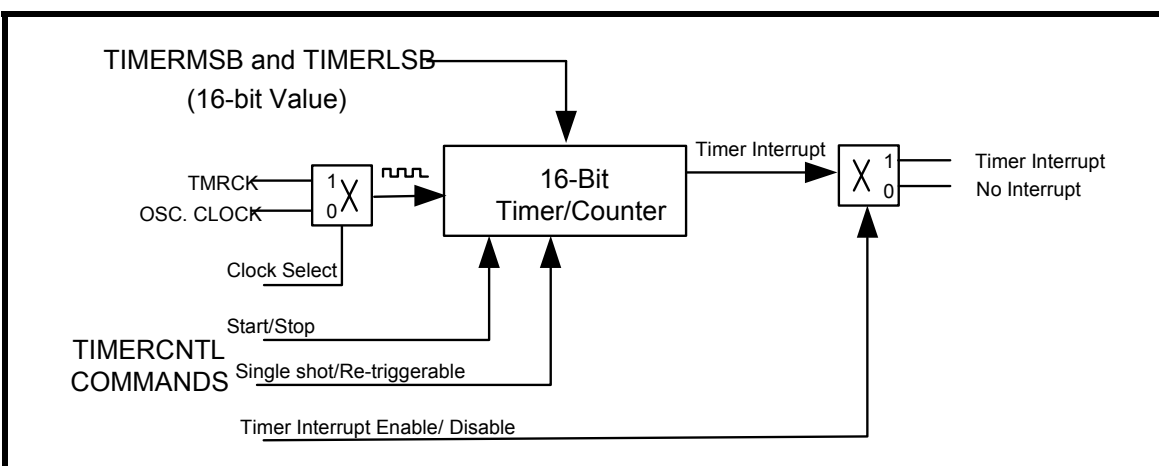 TIMERMSB and TIMERLSB
(16-bit Value)
TMRCK
OSC. CLOCK
1
0
X
Clock Select
16-Bit
Timer/Counter
Timer Interrupt
X
1
0
Timer Interrupt
No Interrupt
Start/Stop
TIMERCNTL
COMMANDS
Single shot/Re-triggerable
Timer Interrupt Enable/ Disable